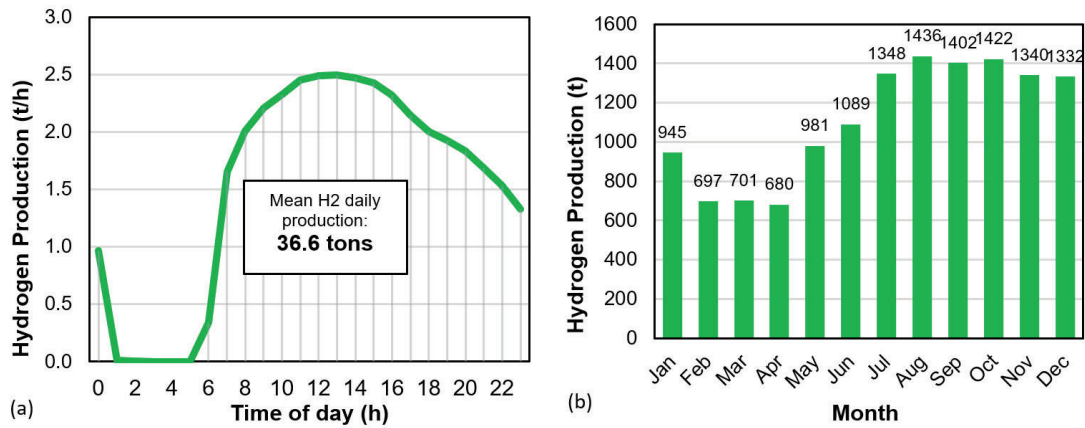 3.0
2.5
2.0
1.5
1.0
0.5
0.0
Hydrogen Production (t/h)
Mean H2 daily
production:
36.6 tons
0 2 4 6 8 10 12 14 16 18 20 22
Time of day (h)
(a)
1600
1400
1200
1000
800
600
400
200
0
Hydrogen Production (t)
945 697 701 680 981 1089 1348 1436 1402 1422 1340 1332
Jan Feb Mar Apr May Jun Jul Aug Sep Oct Nov Dec
Month
(b)